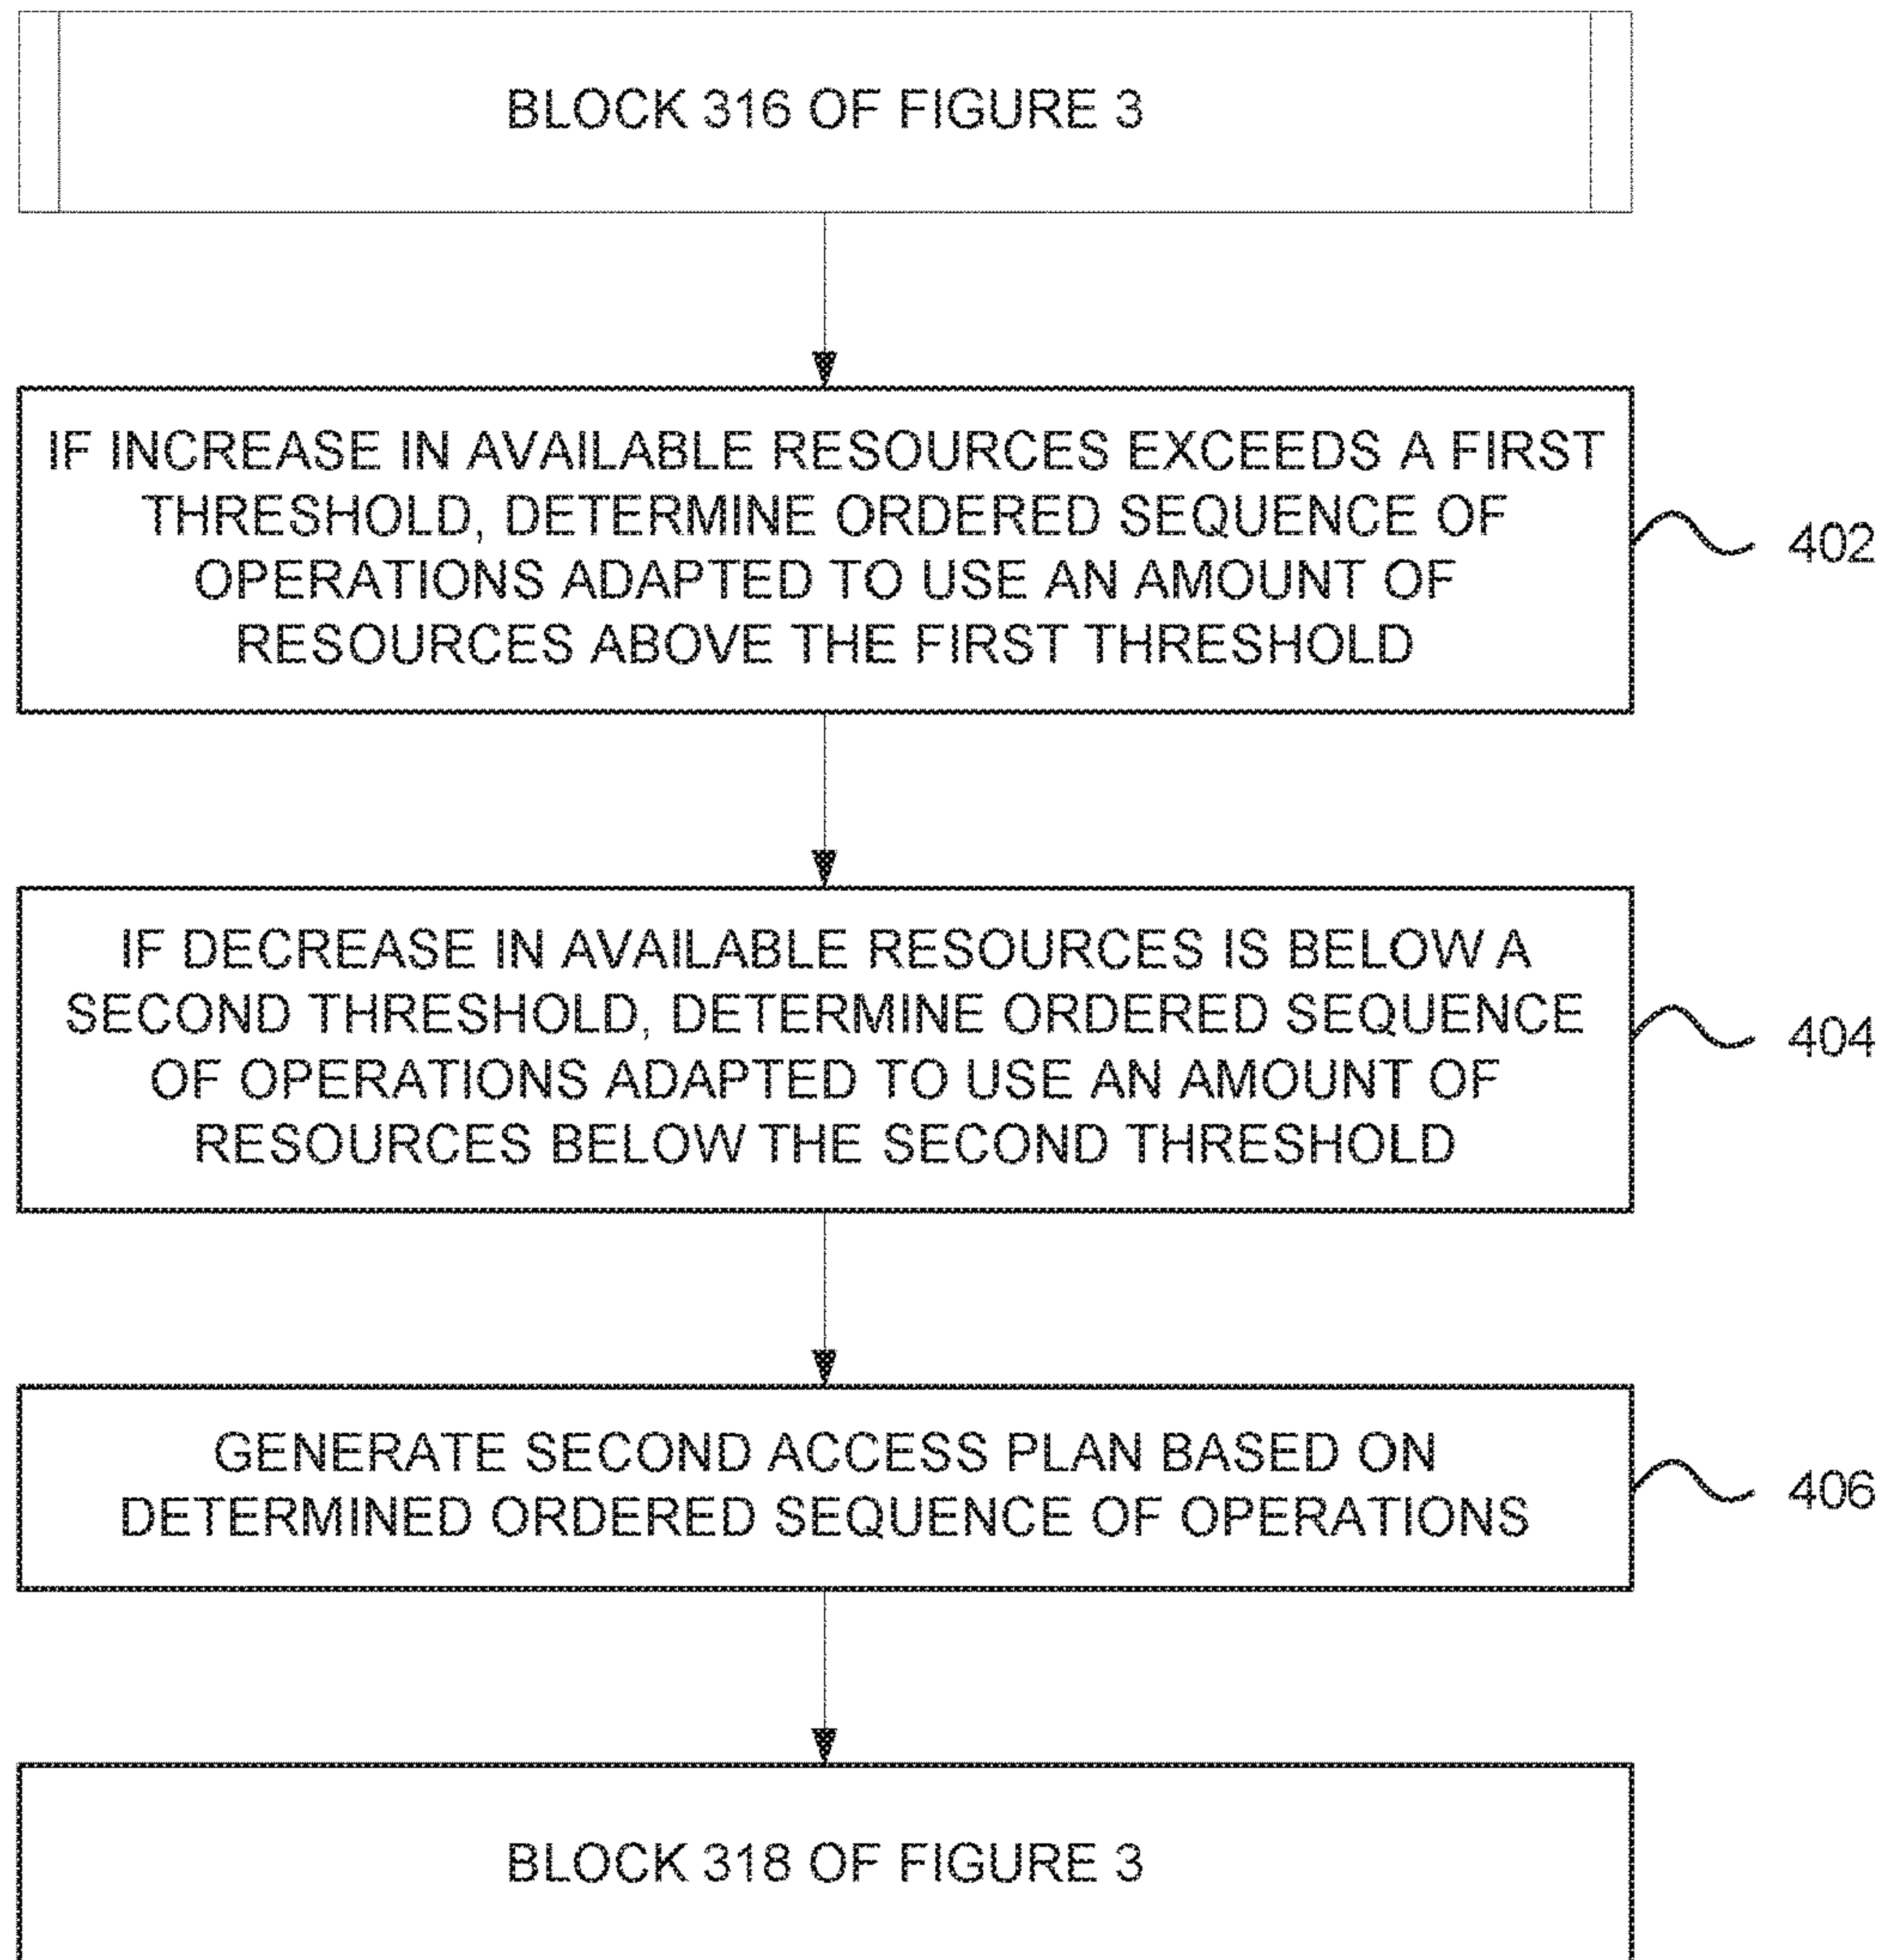 BLOCK 316 OF FIGURE 3
IF INCREASE IN AVAILABLE RESOURCES EXCEEDS A FIRST
THRESHOLD, DETERMINE ORDERED SEQUENCE OF
OPERATIONS ADAPTED TO USE AN AMOUNT OF
RESOURCES ABOVE THE FIRST THRESHOLD
402
IF DECREASE IN AVAILABLE RESOURCES IS BELOW A
SECOND THRESHOLD, DETERMINE ORDERED SEQUENCE
OF OPERATIONS ADAPTED TO USE AN AMOUNT OF
RESOURCES BELOW THE SECOND THRESHOLD
404
GENERATE SECOND ACCESS PLAN BASED ON
DETERMINED ORDERED SEQUENCE OF OPERATIONS
406
BLOCK 318 OF FIGURE 3